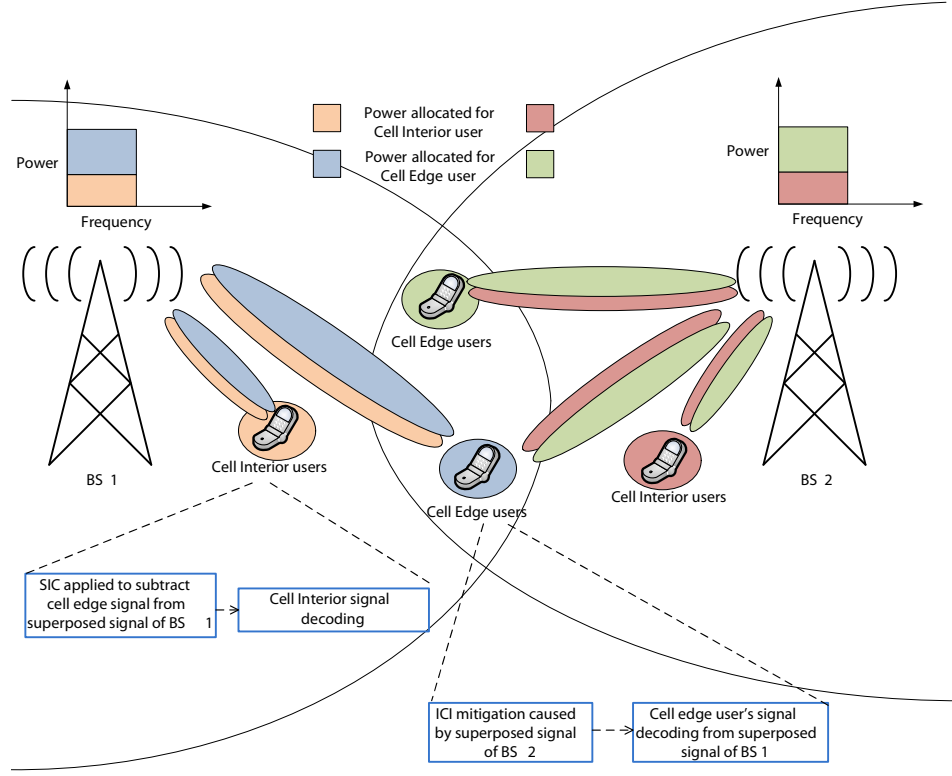 Power allocated for
Cell Interior user
Power allocated for
Cell Edge user
Power
Frequency
Power
Frequency
Cell Edge users
BS 1
Cell Interior users
Cell Edge users
Cell Interior users
BS 2
SIC applied to subtract
cell edge signal from
superposed signal of BS 1
Cell Interior signal
decoding
ICI mitigation caused
by superposed signal
of BS 2
Cell edge user's signal
decoding from superposed
signal of BS 1